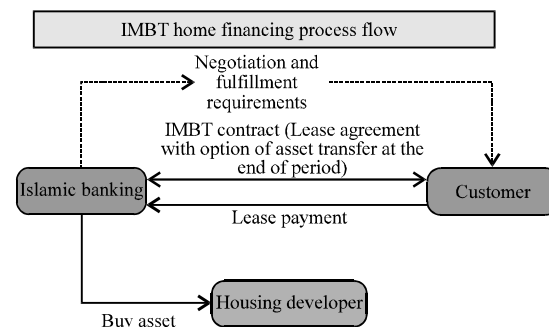 IMBT home financing process flow
Negotiation and
fulfillment
requirements
IMBT contract (Lease agreement
with option of asset transfer at the
end of period)
Islamic banking
Customer
Lease payment
Housing developer
Buy asset